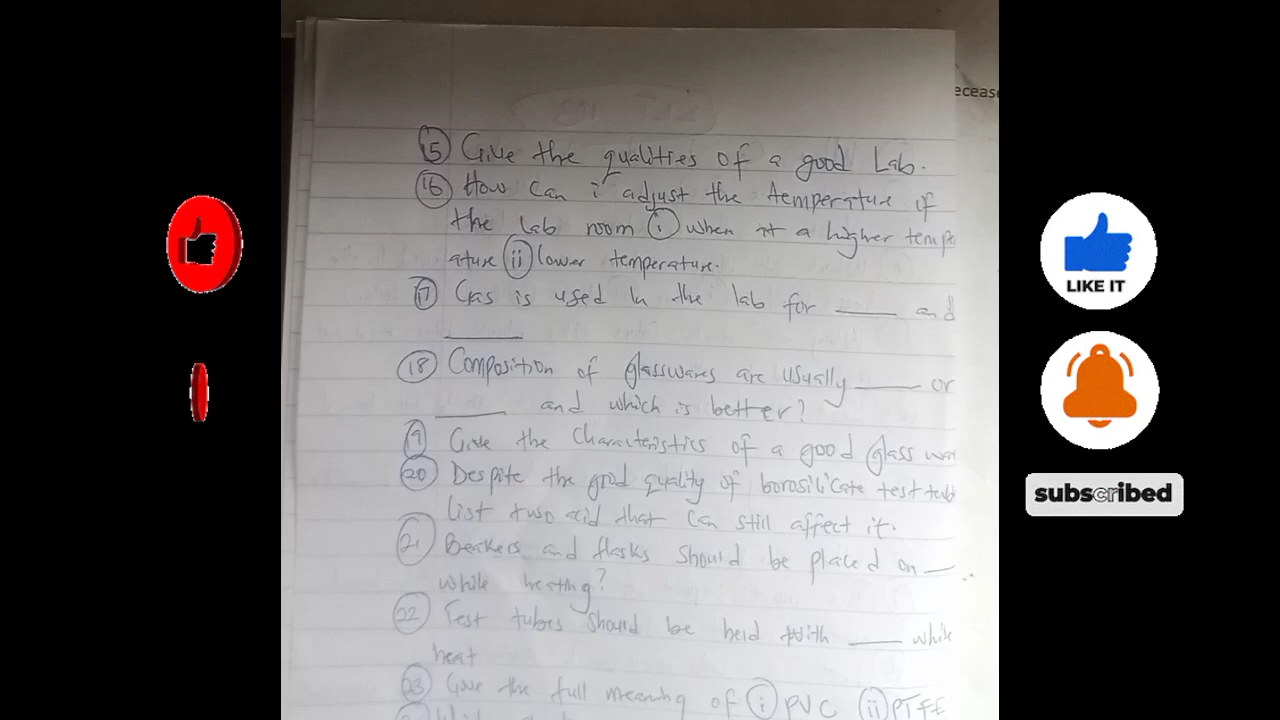 ecease
15 Give the qualities of a good Lab.
16 How can i adjust the temperature of
the lab room i when it a higher tempe
ature ii lower temperature.
17 Gas is used in the lab for ____ and
____
18 Composition of glasswares are usually ____ or
____ and which is better?
19 Give the characteristics of a good glass war
20 Despite the good quality of borosilicate test tub
list two acid that can still affect it.
21 Beakers and flasks should be placed on __
while heating?
22 Test tubes should be held with ____ while
heat
23 Give the full meaning of i PVC ii PTFE
LIKE IT
subscribed